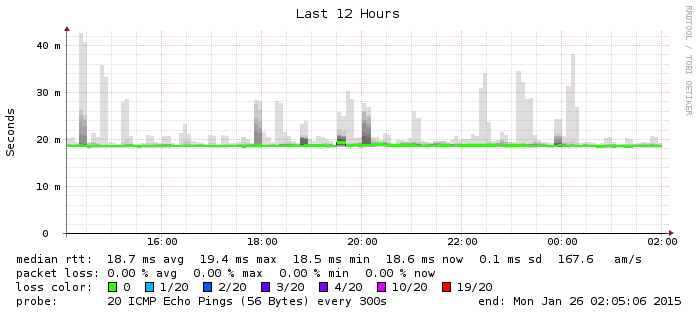 Last 12 Hours
RRDTOOL / TOBI OETIKER
Seconds
40 m
30 m
20 m
10 m
0
16:00 18:00 20:00 22:00 00:00 02:00
median rtt: 18.7 ms avg 19.4 ms max 18.5 ms min 18.6 ms now 0.1 ms sd 167.6 am/s
packet loss: 0.00 % avg 0.00 % max 0.00 % min 0.00 % now
loss color: 0 1/20 2/20 3/20 4/20 10/20 19/20
probe: 20 ICMP Echo Pings (56 Bytes) every 300s end: Mon Jan 26 02:05:06 2015